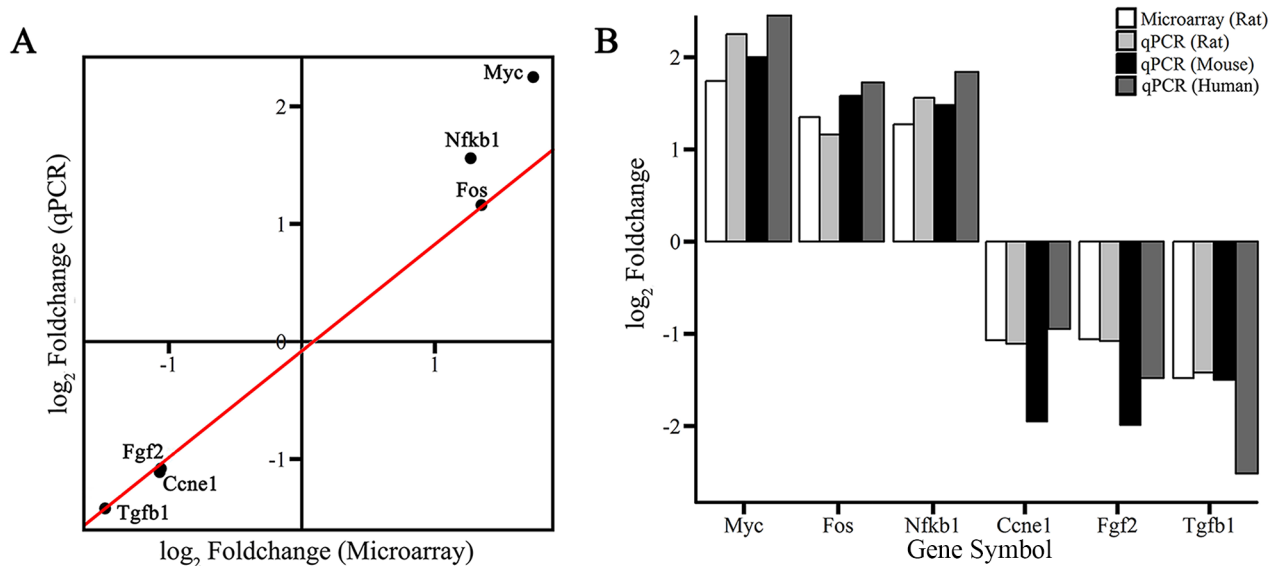 A
Myc
2
Nfkb1
Fos
1
0
-1
1
Fgf2
-1
Ccne1
Tgfb1
log2 Foldchange (qPCR)
log2 Foldchange (Microarray)
B
Microarray (Rat)
qPCR (Rat)
qPCR (Mouse)
qPCR (Human)
2
1
0
-1
-2
log2 Foldchange
Myc Fos Nfkb1 Ccne1 Fgf2 Tgfb1
Gene Symbol